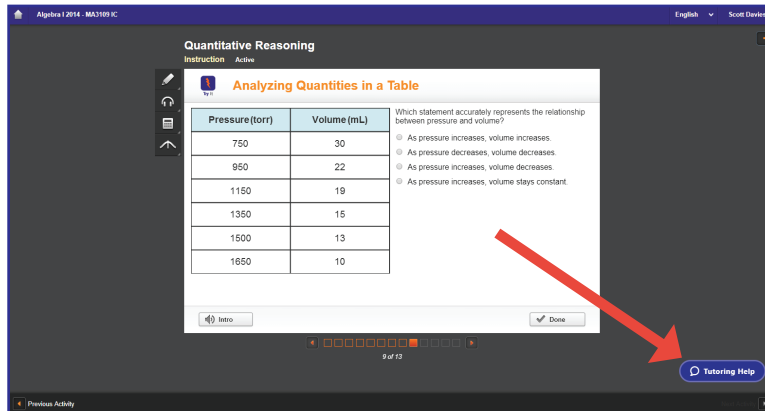 Algebra I 2014 - MA3109 IC
English
Scott Davies
Quantitative Reasoning
Instruction Active
Try It
Analyzing Quantities in a Table
Pressure (torr) Volume (mL)
750 30
950 22
1150 19
1350 15
1500 13
1650 10
Which statement accurately represents the relationship
between pressure and volume?
As pressure increases, volume increases.
As pressure decreases, volume decreases.
As pressure increases, volume decreases.
As pressure increases, volume stays constant.
Intro
Done
9 of 13
Tutoring Help
Previous Activity